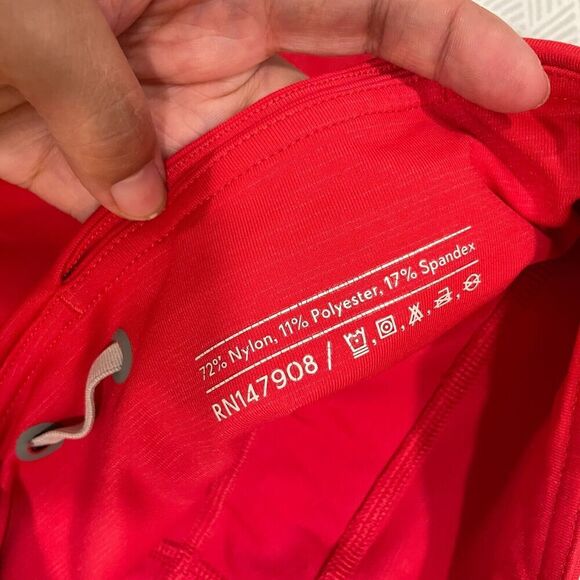 72% Nylon, 11% Polyester, 17% Spandex
RN147908 /